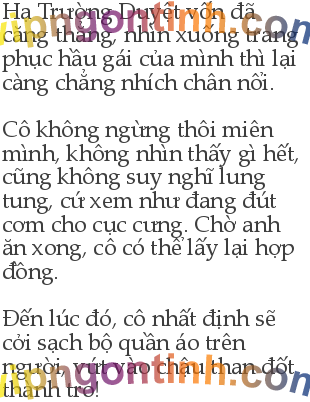 Hạ Trường Duyệt vốn đã
căng thẳng, nhìn xuống trang
phục hầu gái của mình thì lại
càng chẳng nhích chân nổi.
Cô không ngừng thôi miên
mình, không nhìn thấy gì hết,
cũng không suy nghĩ lung
tung, cứ xem như đang đút
cơm cho cục cưng. Chờ anh
ăn xong, cô có thể lấy lại hợp
đồng.
Đến lúc đó, cô nhất định sẽ
cởi sạch bộ quần áo trên
người, vứt vào chậu than đốt
thành tro!
vipngontinh.com
vipngontinh.com